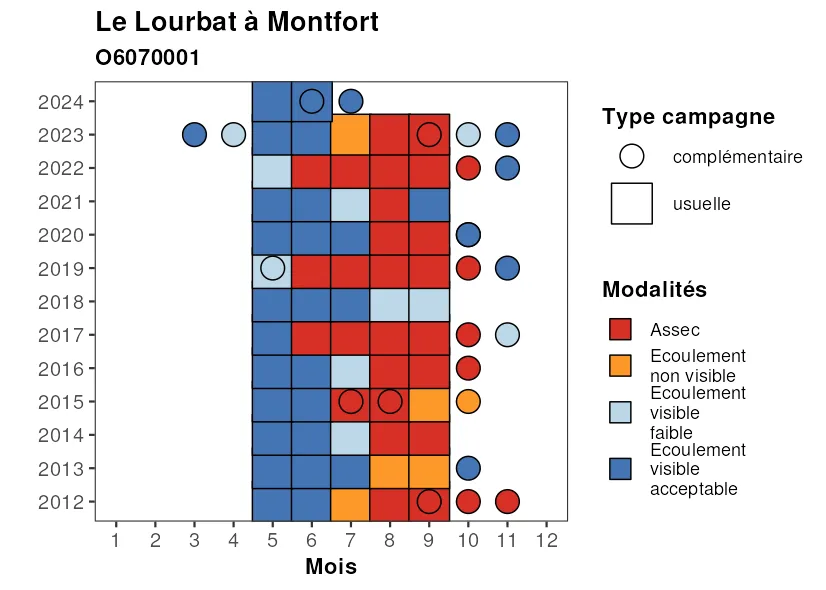 Le Lourbat à Montfort
O6070001
2024
2023
2022
2021
2020
2019
2018
2017
2016
2015
2014
2013
2012
1 2 3 4 5 6 7 8 9 10 11 12
Mois
Type campagne
complémentaire
usuelle
Modalités
Assec
Ecoulement
non visible
Ecoulement
visible
faible
Ecoulement
visible
acceptable